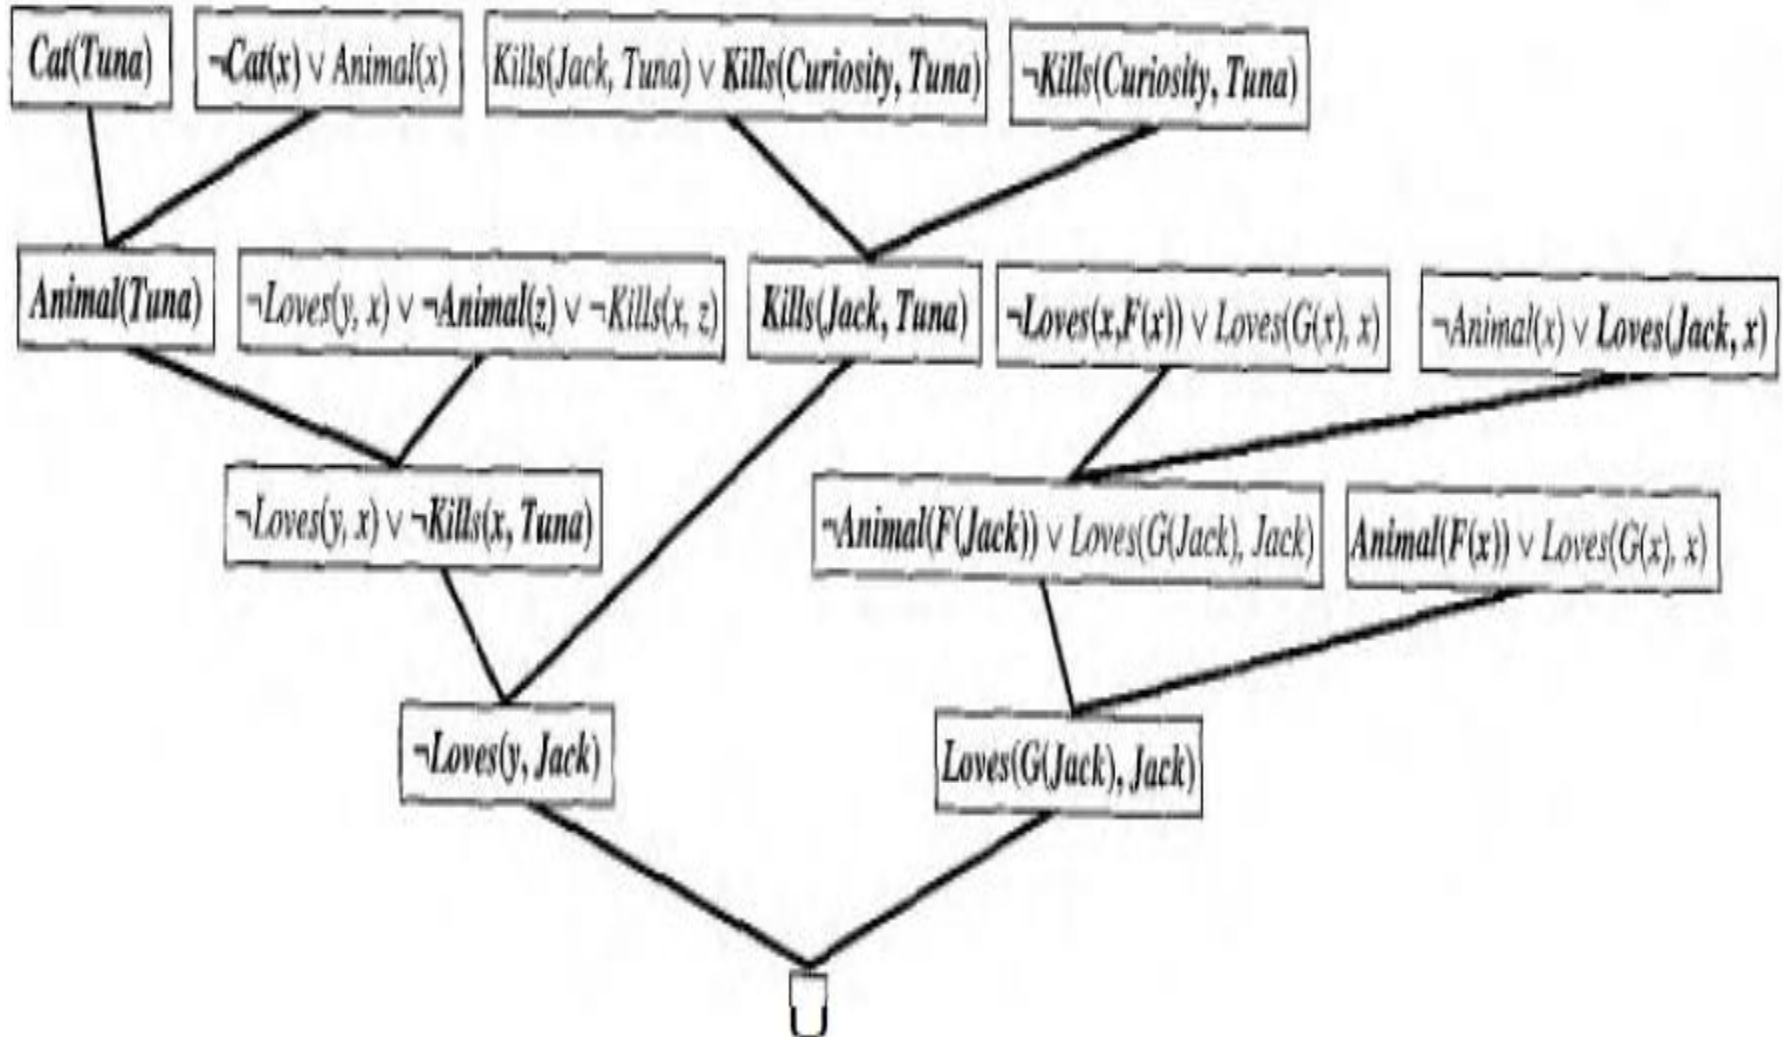 Cat(Tuna) ¬Cat(x) ∨ Animal(x) Kills(Jack, Tuna) ∨ Kills(Curiosity, Tuna) ¬Kills(Curiosity, Tuna)
Animal(Tuna) ¬Loves(y, x) ∨ ¬Animal(z) ∨ ¬Kills(x, z) Kills(Jack, Tuna) ¬Loves(x,F(x)) ∨ Loves(G(x), x) ¬Animal(x) ∨ Loves(Jack, x)
¬Loves(y, x) ∨ ¬Kills(x, Tuna) ¬Animal(F(Jack)) ∨ Loves(G(Jack), Jack) Animal(F(x)) ∨ Loves(G(x), x)
¬Loves(y, Jack) Loves(G(Jack), Jack)